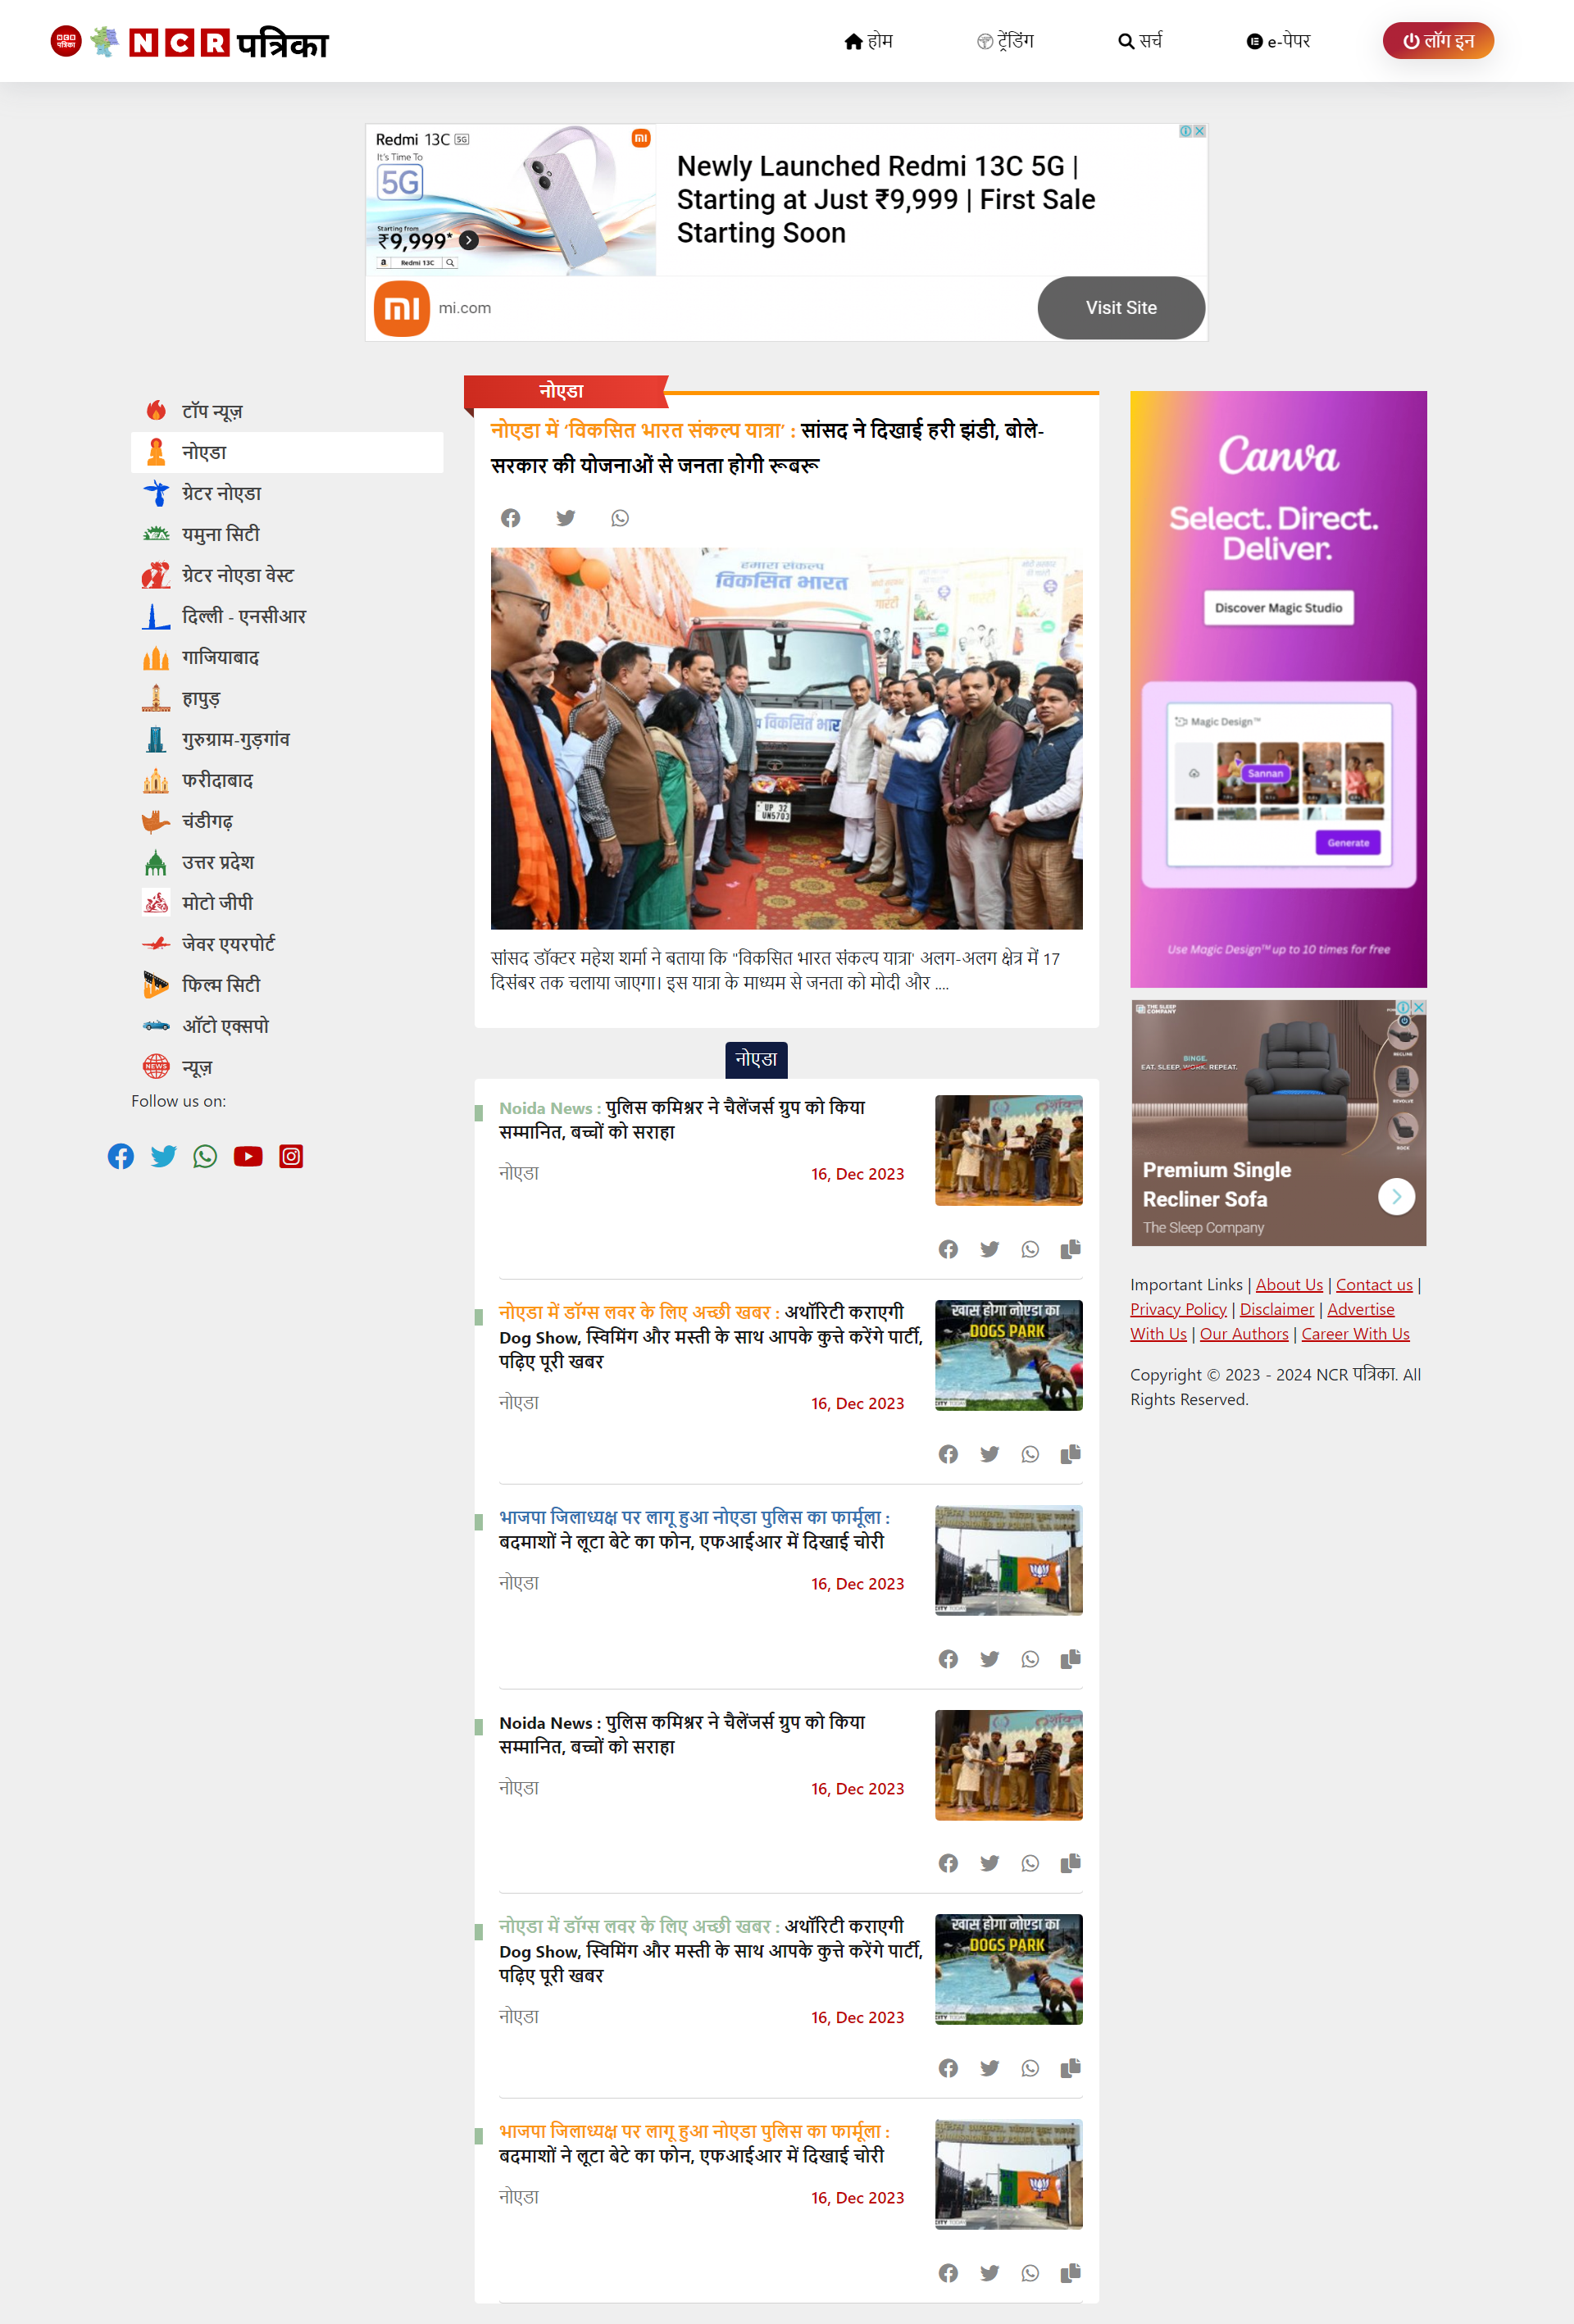 NCR पत्रिका
होम
ट्रेंडिंग
सर्च
e-पेपर
लॉग इन
Redmi 13C 5G
It's Time To
5G
Starting from
₹9,999*
Redmi 13C
Newly Launched Redmi 13C 5G |
Starting at Just ₹9,999 | First Sale
Starting Soon
mi.com
Visit Site
टॉप न्यूज़
नोएडा
ग्रेटर नोएडा
यमुना सिटी
ग्रेटर नोएडा वेस्ट
दिल्ली - एनसीआर
गाजियाबाद
हापुड़
गुरुग्राम-गुड़गांव
फरीदाबाद
चंडीगढ़
उत्तर प्रदेश
मोटो जीपी
जेवर एयरपोर्ट
फिल्म सिटी
ऑटो एक्सपो
न्यूज़
Follow us on:
नोएडा
नोएडा में ‘विकसित भारत संकल्प यात्रा’ : सांसद ने दिखाई हरी झंडी, बोले-
सरकार की योजनाओं से जनता होगी रूबरू
हमारा संकल्प
विकसित भारत
गारंटी
विकसित भार
UP 32
UN5703
सांसद डॉक्टर महेश शर्मा ने बताया कि "विकसित भारत संकल्प यात्रा' अलग-अलग क्षेत्र में 17
दिसंबर तक चलाया जाएगा। इस यात्रा के माध्यम से जनता को मोदी और ....
नोएडा
Noida News : पुलिस कमिश्नर ने चैलेंजर्स ग्रुप को किया
सम्मानित, बच्चों को सराहा
नोएडा
16, Dec 2023
नोएडा में डॉग्स लवर के लिए अच्छी खबर : अथॉरिटी कराएगी
Dog Show, स्विमिंग और मस्ती के साथ आपके कुत्ते करेंगे पार्टी,
पढ़िए पूरी खबर
नोएडा
16, Dec 2023
खास होगा नोएडा का
DOGS PARK
भाजपा जिलाध्यक्ष पर लागू हुआ नोएडा पुलिस का फार्मूला :
बदमाशों ने लूटा बेटे का फोन, एफआईआर में दिखाई चोरी
नोएडा
16, Dec 2023
Noida News : पुलिस कमिश्नर ने चैलेंजर्स ग्रुप को किया
सम्मानित, बच्चों को सराहा
नोएडा
16, Dec 2023
नोएडा में डॉग्स लवर के लिए अच्छी खबर : अथॉरिटी कराएगी
Dog Show, स्विमिंग और मस्ती के साथ आपके कुत्ते करेंगे पार्टी,
पढ़िए पूरी खबर
नोएडा
16, Dec 2023
खास होगा नोएडा का
DOGS PARK
भाजपा जिलाध्यक्ष पर लागू हुआ नोएडा पुलिस का फार्मूला :
बदमाशों ने लूटा बेटे का फोन, एफआईआर में दिखाई चोरी
नोएडा
16, Dec 2023
Canva
Select. Direct.
Deliver.
Discover Magic Studio
Magic Design™
Sannan
Generate
Use Magic Design™ up to 10 times for free
THE SLEEP
COMPANY
BINGE.
EAT. SLEEP. WORK. REPEAT.
RECLINE
REVOLVE
ROCK
Premium Single
Recliner Sofa
The Sleep Company
Important Links | About Us | Contact us |
Privacy Policy | Disclaimer | Advertise
With Us | Our Authors | Career With Us
Copyright © 2023 - 2024 NCR पत्रिका. All
Rights Reserved.